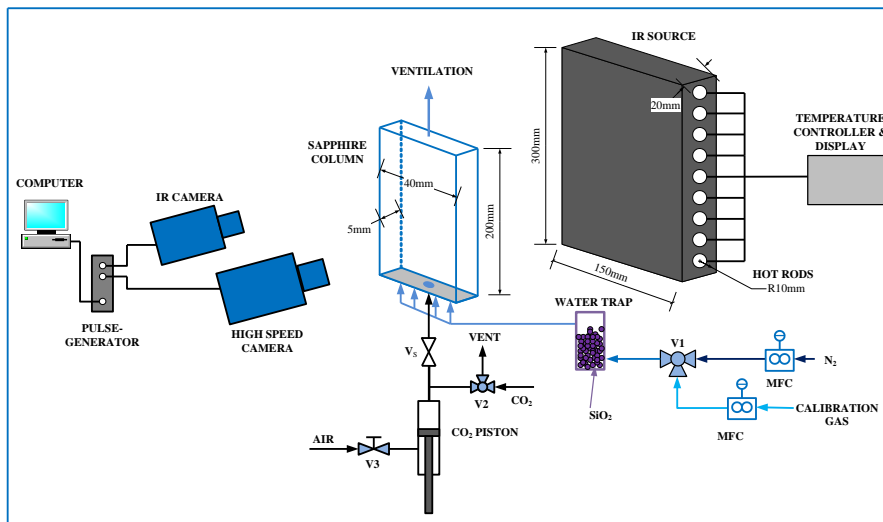 IR SOURCE
VENTILATION
20mm
TEMPERATURE
CONTROLLER &
DISPLAY
300mm
SAPPHIRE
COLUMN
40mm
COMPUTER
IR CAMERA
200mm
5mm
150mm
HOT RODS
R10mm
PULSE-
GENERATOR
HIGH SPEED
CAMERA
WATER TRAP
VENT
V1
VS
N2
MFC
V2
CO2
SiO2
CALIBRATION
GAS
MFC
AIR
CO2 PISTON
V3